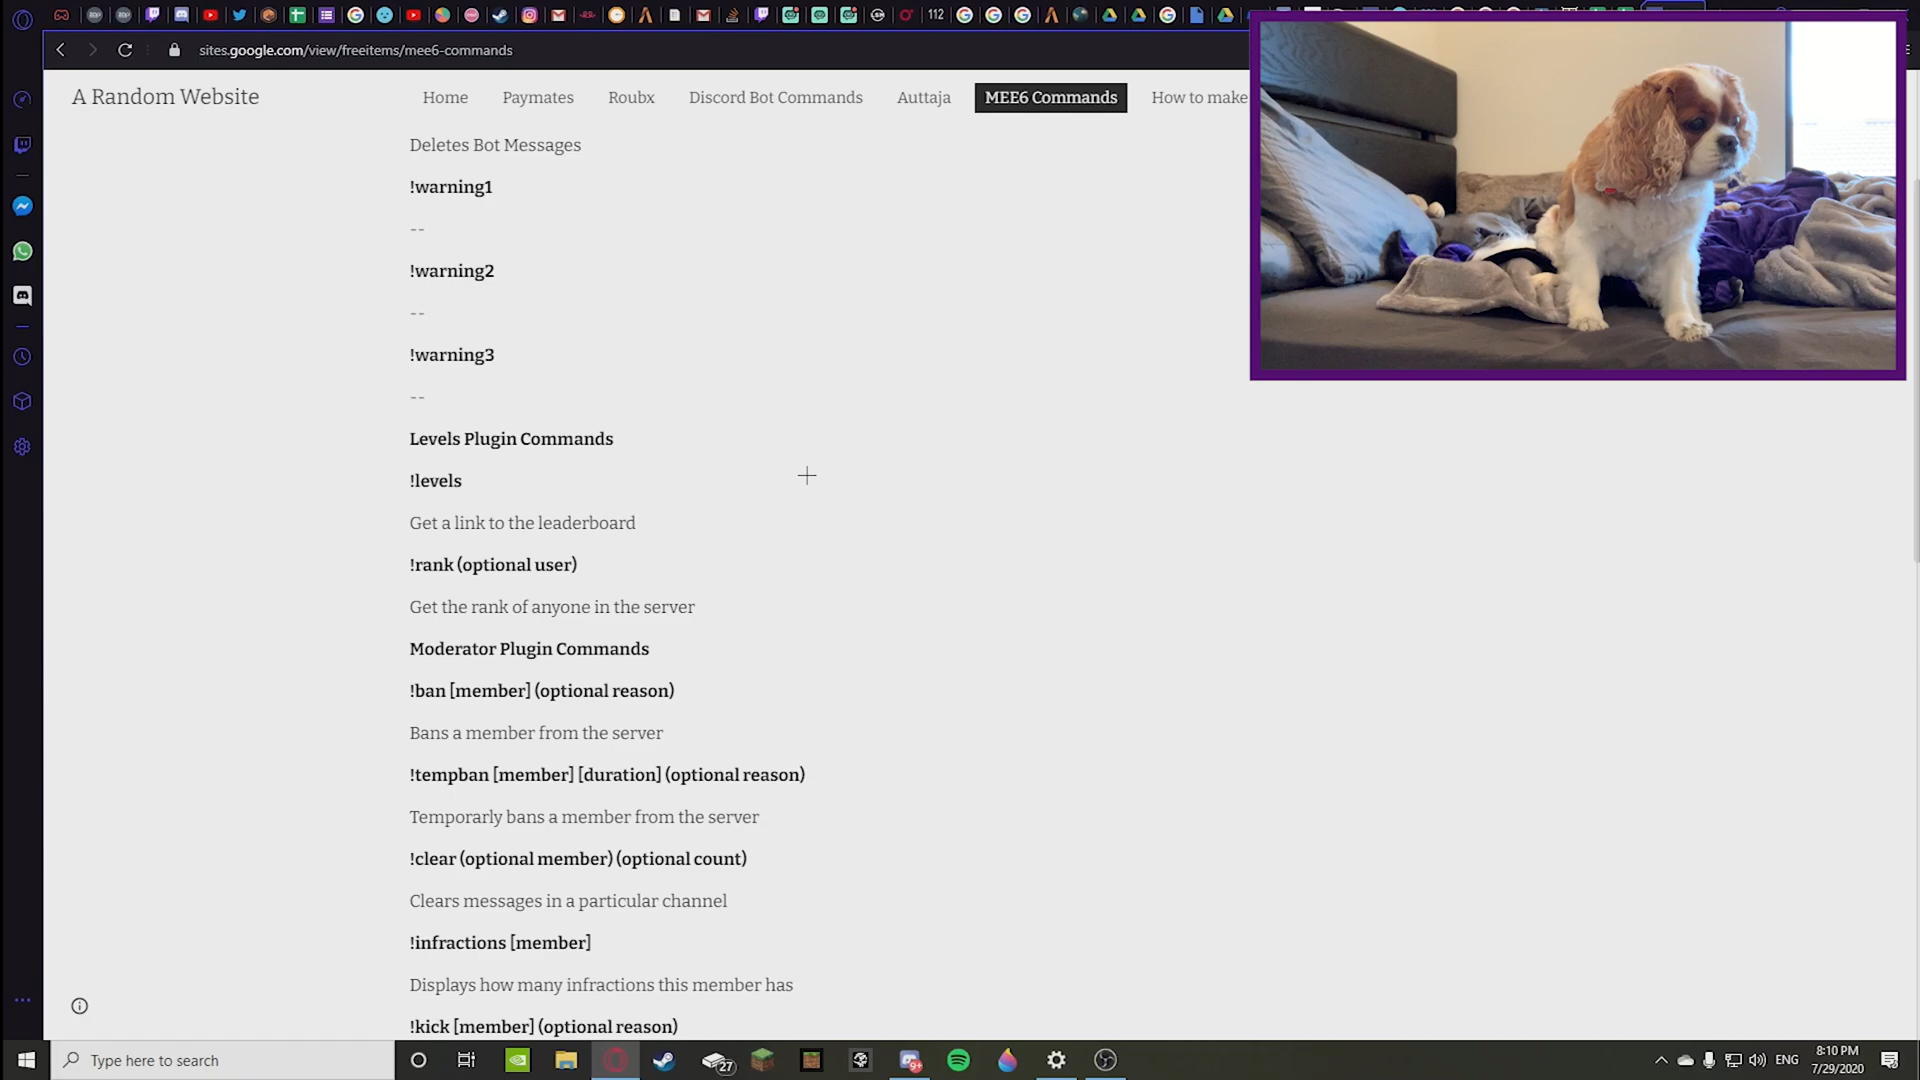 112
sites.google.com/view/freeitems/mee6-commands
A Random Website
Home
Paymates
Roubx
Discord Bot Commands
Auttaja
MEE6 Commands
How to make
Deletes Bot Messages
!warning1
--
!warning2
--
!warning3
--
Levels Plugin Commands
!levels
Get a link to the leaderboard
!rank (optional user)
Get the rank of anyone in the server
Moderator Plugin Commands
!ban [member] (optional reason)
Bans a member from the server
!tempban [member] [duration] (optional reason)
Temporarly bans a member from the server
!clear (optional member) (optional count)
Clears messages in a particular channel
!infractions [member]
Displays how many infractions this member has
!kick [member] (optional reason)
Type here to search
27
9+
ENG
8:10 PM
7/29/2020